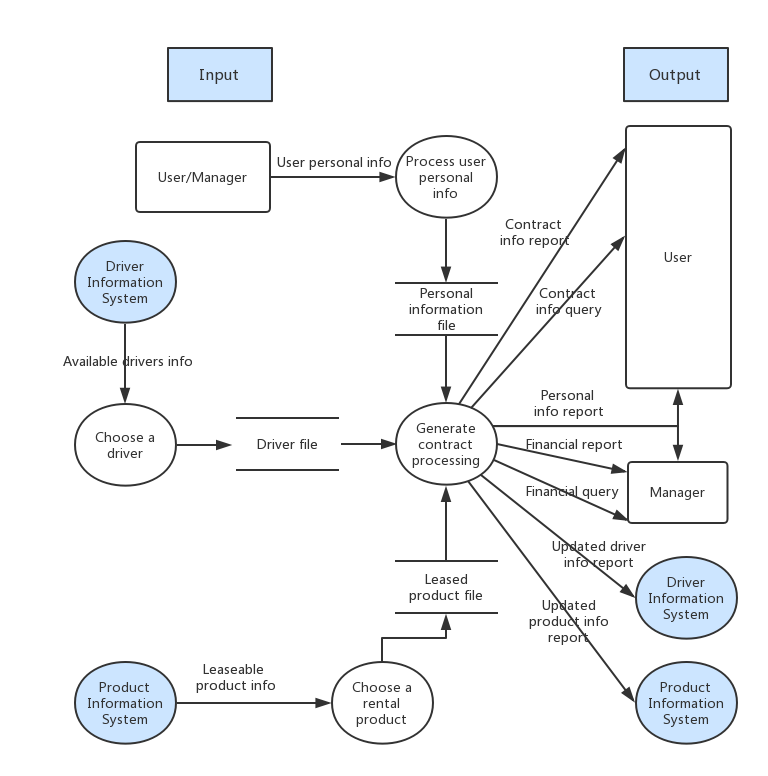 Input
Output
User/Manager
User personal info
Process user
personal
info
Contract
info report
User
Driver
Information
System
Personal
information
file
Contract
info query
Available drivers info
Choose a
driver
Driver file
Generate
contract
processing
Personal
info report
Financial report
Financial query
Manager
Updated driver
info report
Driver
Information
System
Leased
product file
Updated
product info
report
Leaseable
product info
Product
Information
System
Choose a
rental
product
Product
Information
System